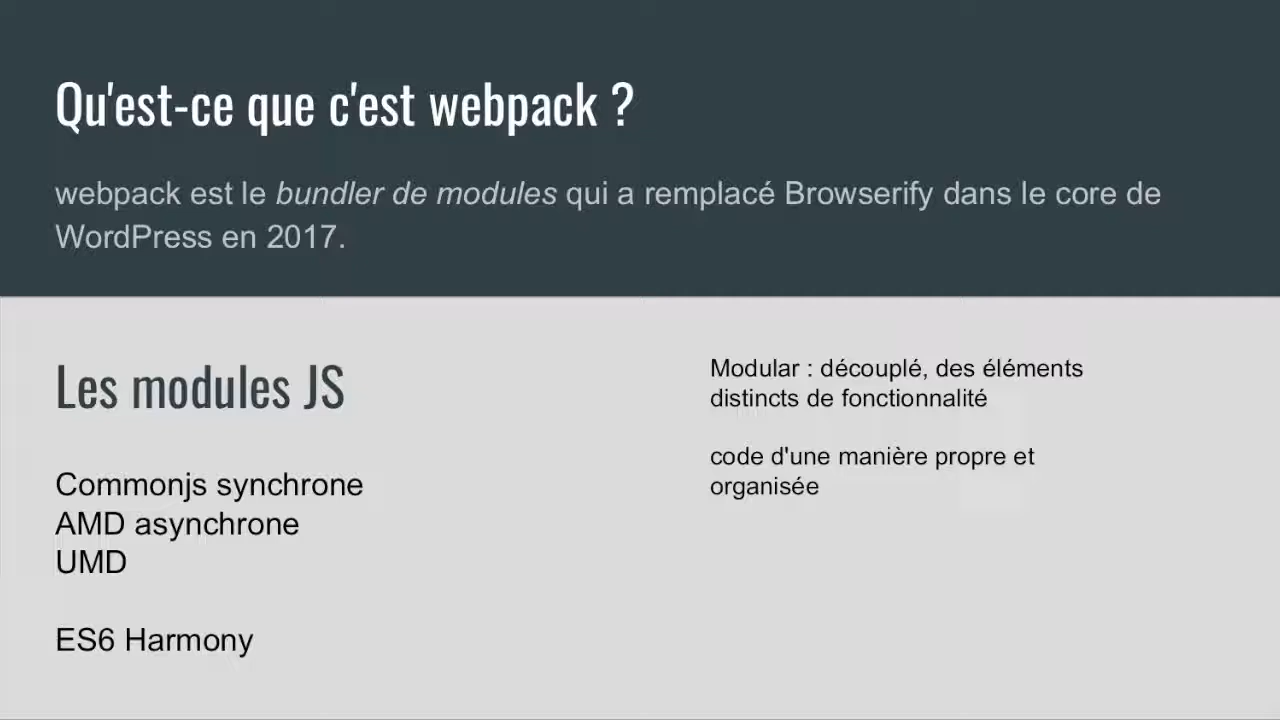 Qu'est-ce que c'est webpack ?
webpack est le bundler de modules qui a remplacé Browserify dans le core de
WordPress en 2017.
Les modules JS
Commonjs synchrone
AMD asynchrone
UMD
ES6 Harmony
Modular : découplé, des éléments
distincts de fonctionnalité
code d'une manière propre et
organisée